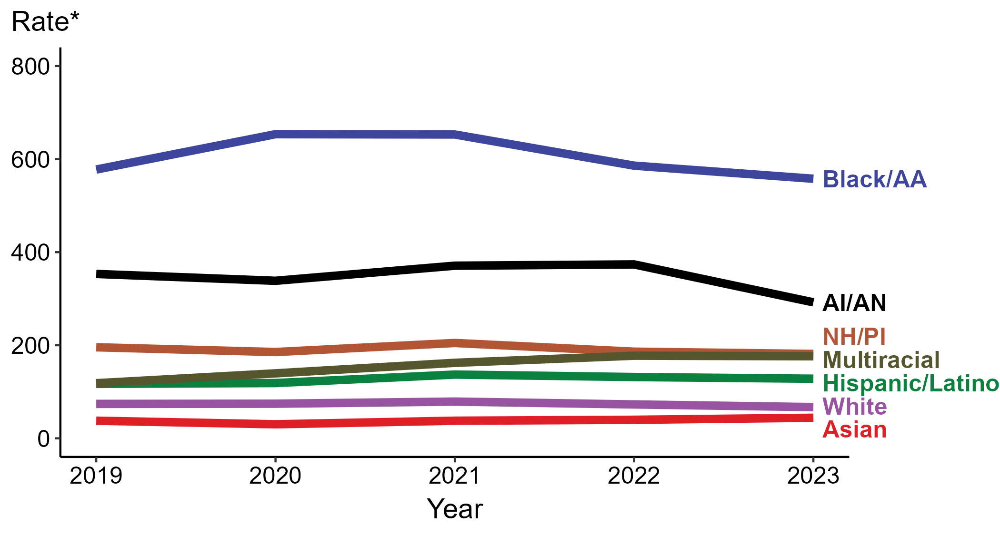 Rate*
800
600
400
200
0
Black/AA
AI/AN
NH/PI
Multiracial
Hispanic/Latino
White
Asian
2019 2020 2021 2022 2023
Year